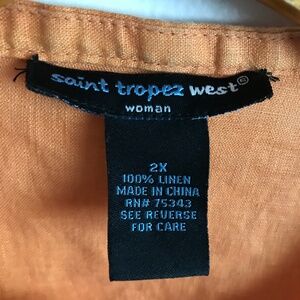 saint tropez west®
woman
2X
100% LINEN
MADE IN CHINA
RN# 75343
SEE REVERSE
FOR CARE